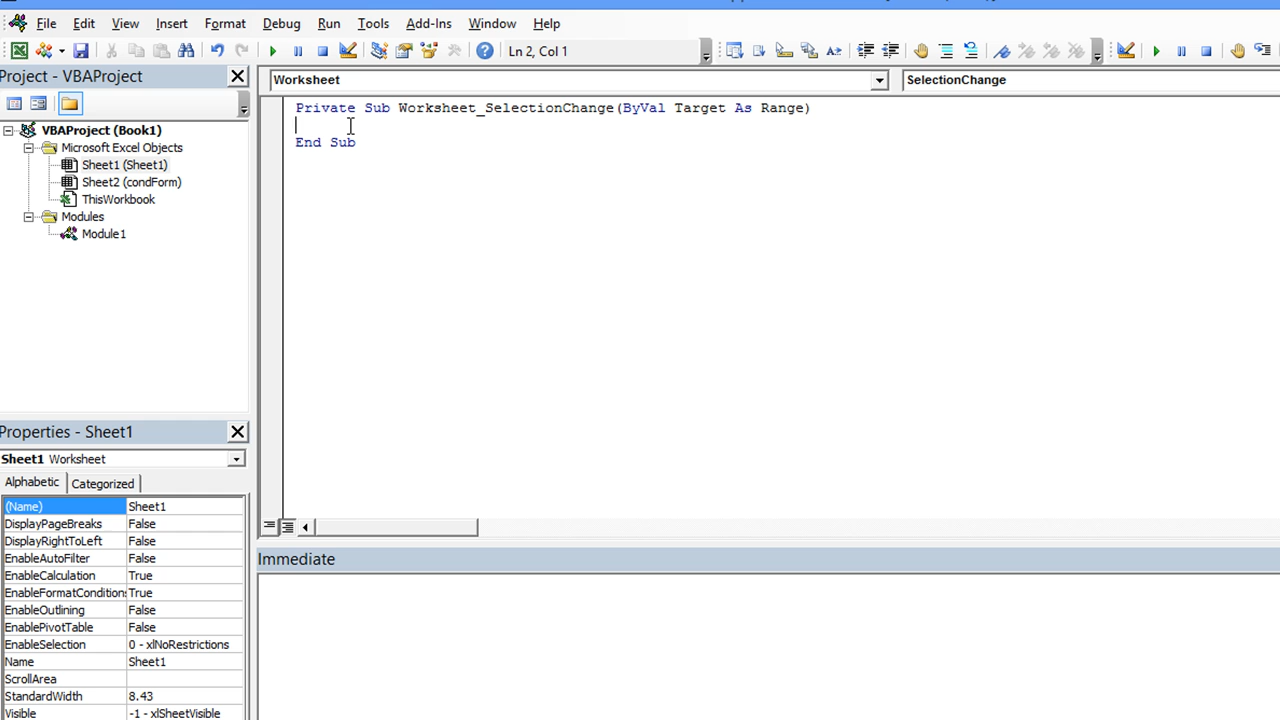 File Edit View Insert Format Debug Run Tools Add-Ins Window Help
Ln 2, Col 1
Project - VBAProject
Worksheet
SelectionChange
VBAProject (Book1)
Microsoft Excel Objects
Sheet1 (Sheet1)
Sheet2 (condForm)
ThisWorkbook
Modules
Module1
Private Sub Worksheet_SelectionChange(ByVal Target As Range)
End Sub
Properties - Sheet1
Sheet1 Worksheet
Alphabetic Categorized
(Name) Sheet1
DisplayPageBreaks False
DisplayRightToLeft False
EnableAutoFilter False
EnableCalculation True
EnableFormatCondition: True
EnableOutlining False
EnablePivotTable False
EnableSelection 0 - xlNoRestrictions
Name Sheet1
ScrollArea
StandardWidth 8.43
Visible -1 - xlSheetVisible
Immediate